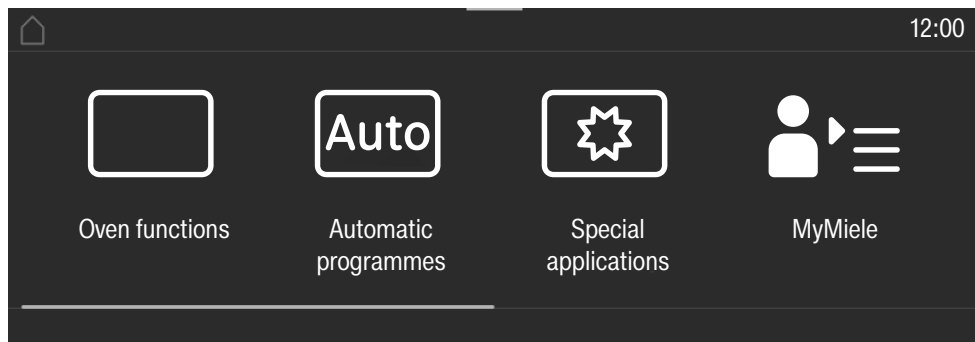 12:00
Auto
Oven functions
Automatic
programmes
Special
applications
MyMiele